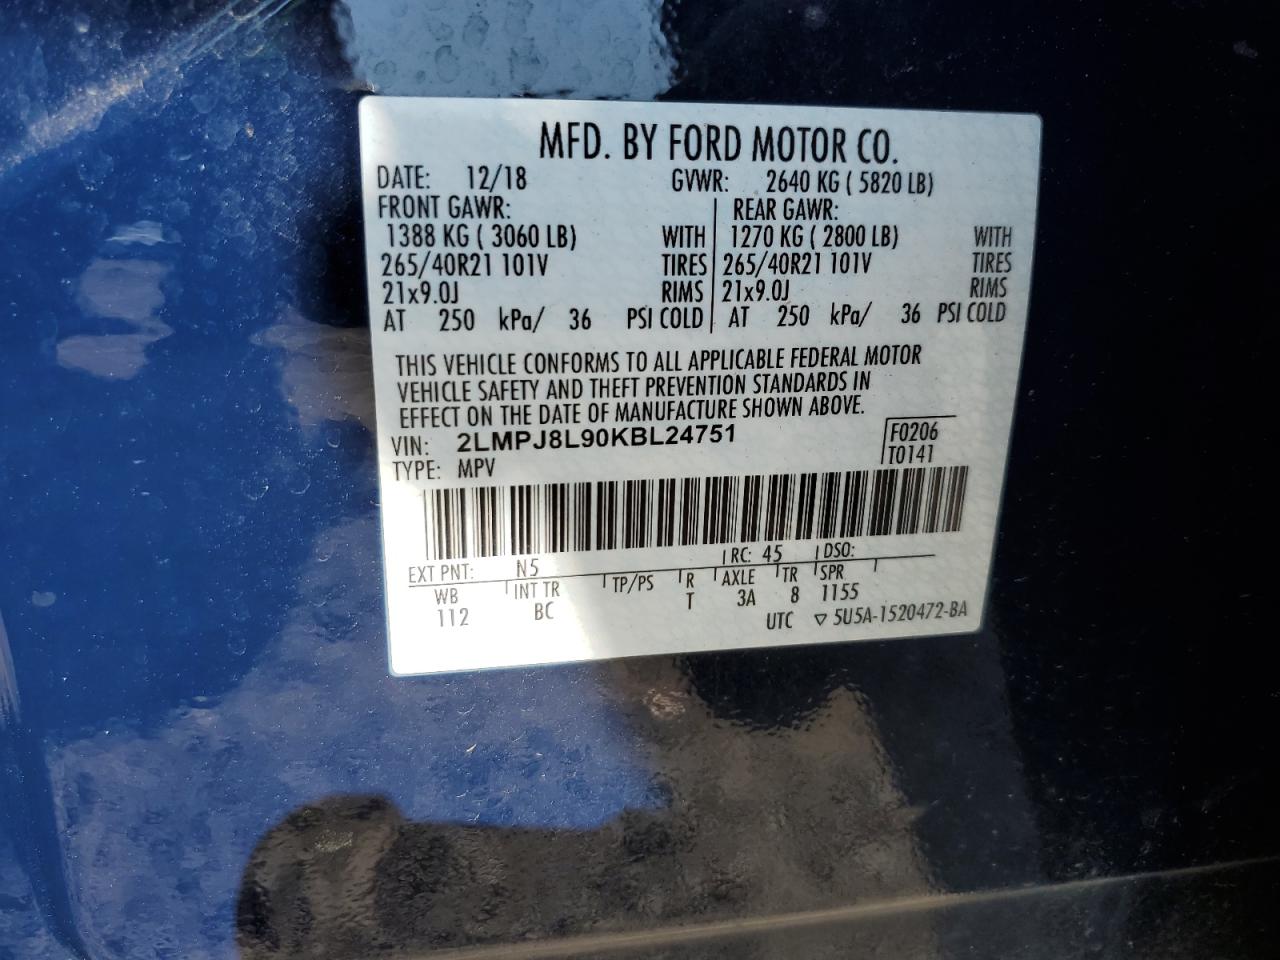 MFD. BY FORD MOTOR CO.
DATE: 12/18 GVWR: 2640 KG ( 5820 LB)
FRONT GAWR: REAR GAWR:
1388 KG ( 3060 LB) WITH 1270 KG ( 2800 LB) WITH
265/40R21 101V TIRES 265/40R21 101V TIRES
21x9.0J RIMS 21x9.0J RIMS
AT 250 kPa/ 36 PSI COLD AT 250 kPa/ 36 PSI COLD
THIS VEHICLE CONFORMS TO ALL APPLICABLE FEDERAL MOTOR
VEHICLE SAFETY AND THEFT PREVENTION STANDARDS IN
EFFECT ON THE DATE OF MANUFACTURE SHOWN ABOVE.
VIN: 2LMPJ8L90KBL24751 F0206
TYPE: MPV T0141
EXT PNT: N5 RC: 45 DSO:
WB INT TR TP/PS R AXLE TR SPR
112 BC T 3A 8 1155
UTC ▽ 5U5A-1520472-BA